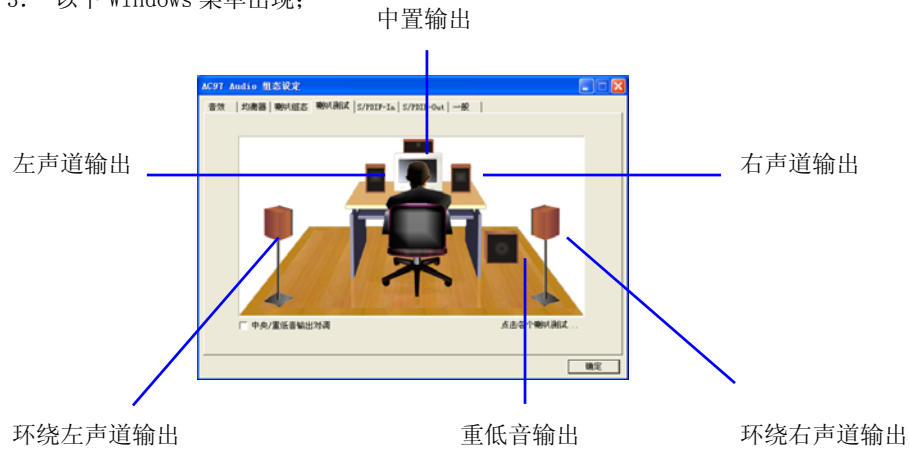 3. 以下 Windows 菜单出现；
中置输出
AC97 Audio 组态设定
音效 均衡器 喇叭组态 喇叭测试 S/PDIF-In S/PDIF-Out 一般
左声道输出
右声道输出
中央/重低音输出对调
点击各个喇叭测试...
确定
环绕左声道输出
重低音输出
环绕右声道输出